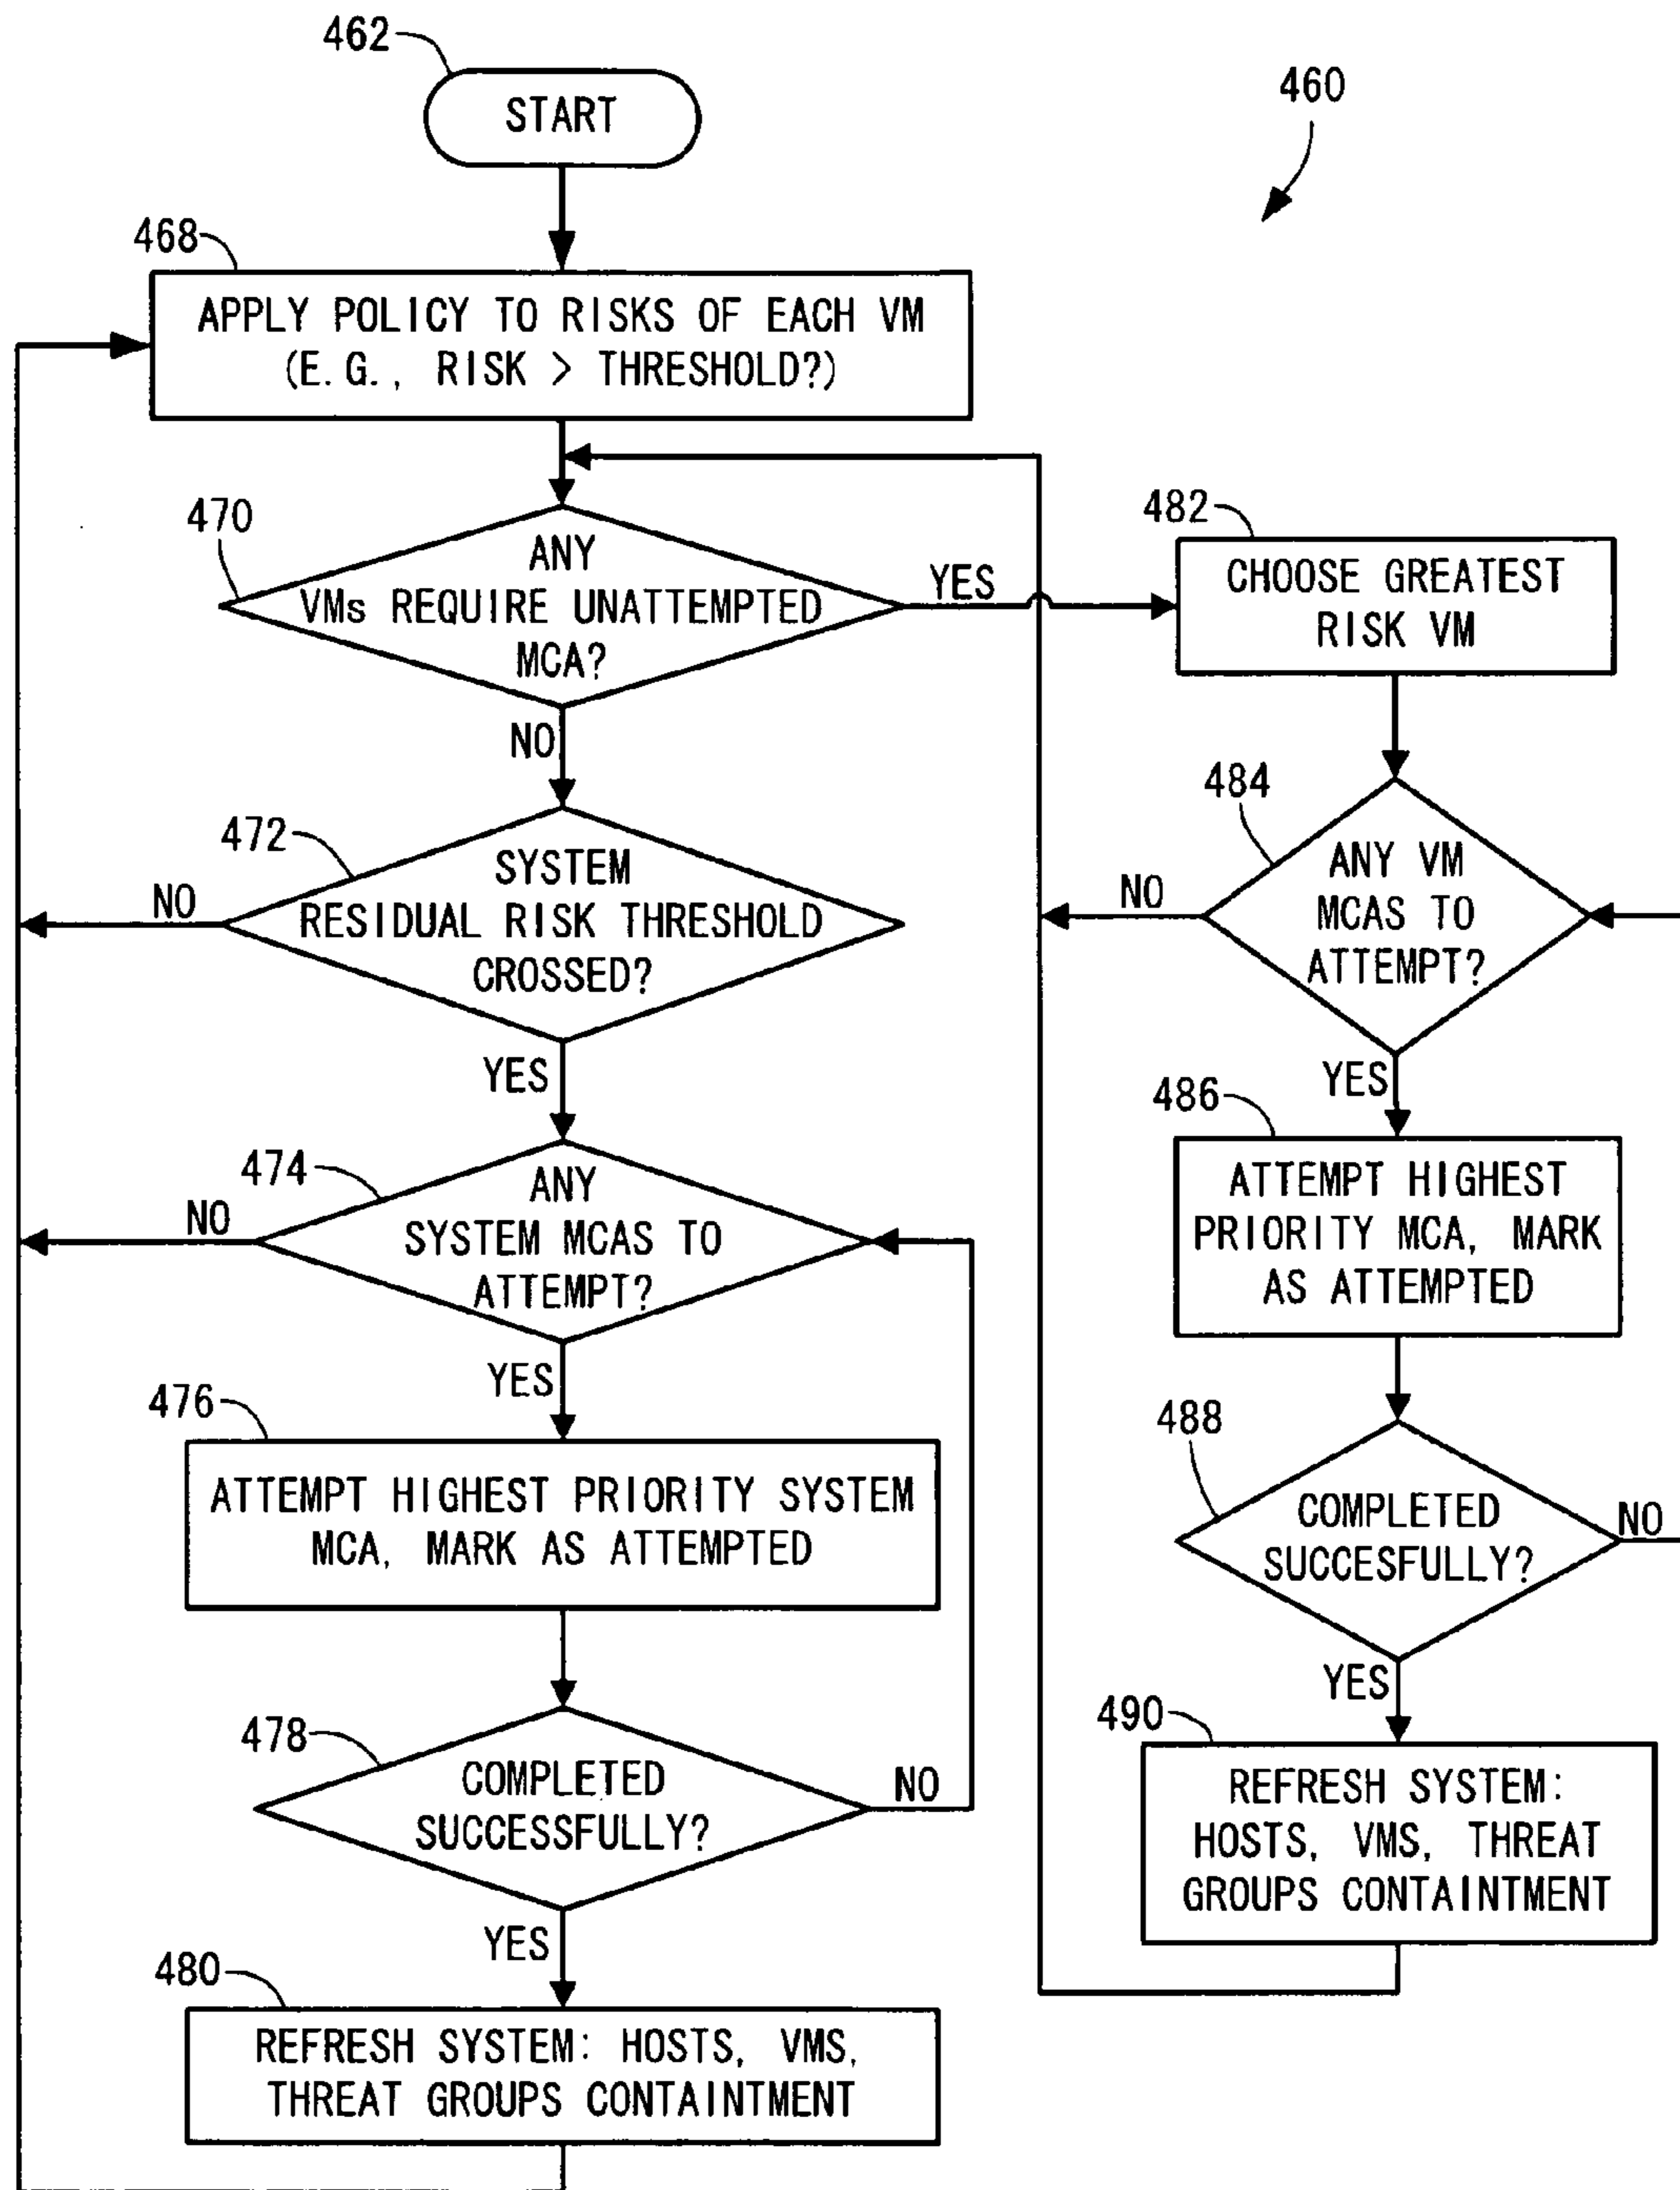 462
START
460
468
APPLY POLICY TO RISKS OF EACH VM
(E.G., RISK > THRESHOLD?)
470
ANY
VMs REQUIRE UNATTEMPTED
MCA?
YES
NO
482
CHOOSE GREATEST
RISK VM
472
SYSTEM
RESIDUAL RISK THRESHOLD
CROSSED?
NO
YES
484
ANY VM
MCAS TO
ATTEMPT?
NO
YES
474
ANY
SYSTEM MCAS TO
ATTEMPT?
NO
YES
486
ATTEMPT HIGHEST
PRIORITY MCA, MARK
AS ATTEMPTED
476
ATTEMPT HIGHEST PRIORITY SYSTEM
MCA, MARK AS ATTEMPTED
488
COMPLETED
SUCCESFULLY?
NO
YES
478
COMPLETED
SUCCESSFULLY?
NO
YES
490
REFRESH SYSTEM:
HOSTS, VMS, THREAT
GROUPS CONTAINTMENT
480
REFRESH SYSTEM: HOSTS, VMS,
THREAT GROUPS CONTAINTMENT